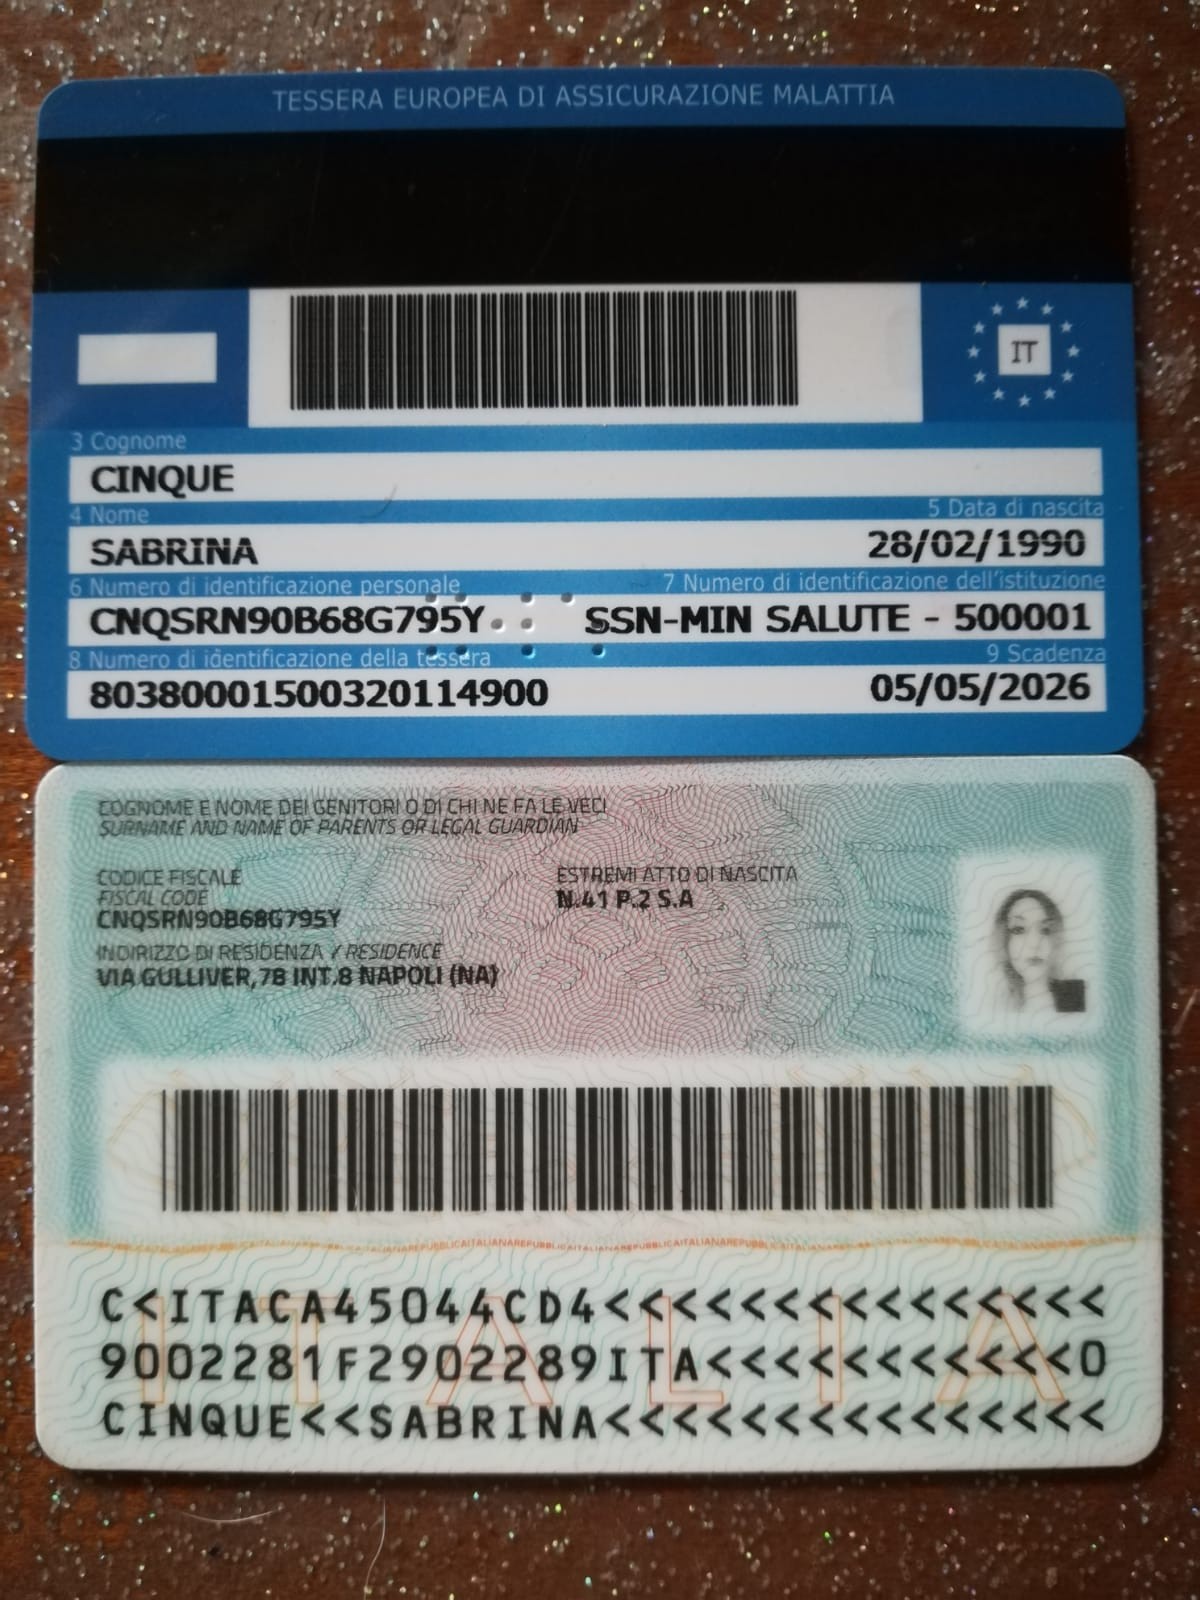 TESSERA EUROPEA DI ASSICURAZIONE MALATTIA
IT
3 Cognome
CINQUE
4 Nome
5 Data di nascita
SABRINA
28/02/1990
6 Numero di identificazione personale
7 Numero di identificazione dell'istituzione
CNQSRN90B68G795Y
SSN-MIN SALUTE - 500001
8 Numero di identificazione della tessera
9 Scadenza
80380001500320114900
05/05/2026
COGNOME E NOME DEI GENITORI O DI CHI NE FA LE VECI
SURNAME AND NAME OF PARENTS OR LEGAL GUARDIAN
CODICE FISCALE
FISCAL CODE
CNQSRN90B68G795Y
ESTREMI ATTO DI NASCITA
N.41 P.2 S.A
INDIRIZZO DI RESIDENZA / RESIDENCE
VIA GULLIVER,78 INT.8 NAPOLI (NA)
C<ITACA45044CD4<<<<<<<<<<<<<<<
9002281F2902289ITA<<<<<<<<<<<0
CINQUE<<SABRINA<<<<<<<<<<<<<<<
ITALIA